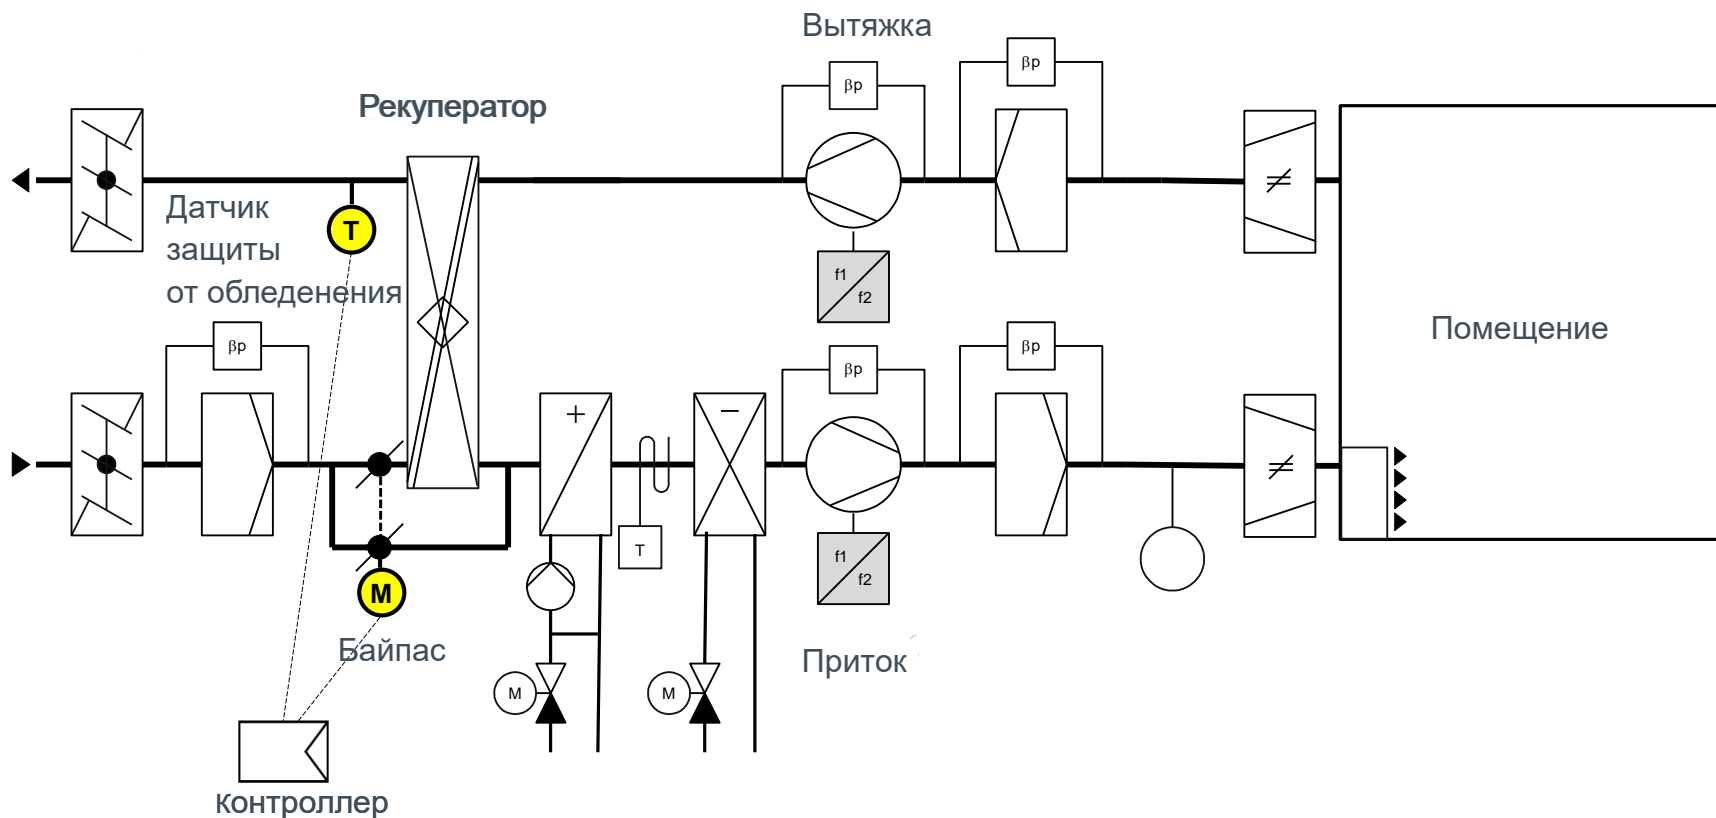 Вытяжка
βp
βp
Рекуператор
Датчик
защиты
от обледенения
T
f1
f2
βp
βp
βp
Помещение
+
−
≠
≠
T
f1
f2
M
Байпас
Приток
M
M
Контроллер